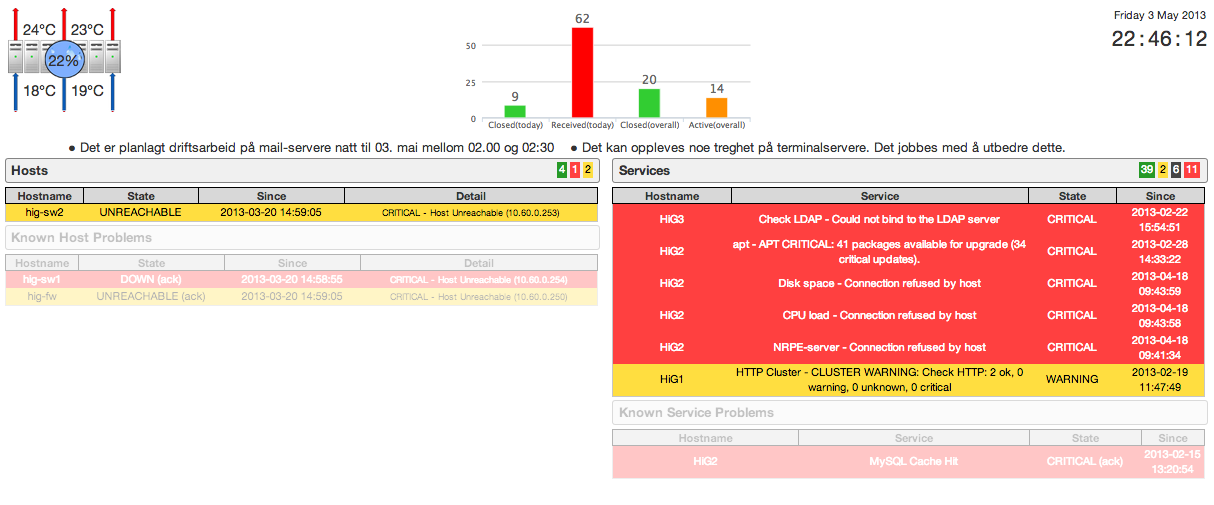 24°C 23°C
22%
18°C 19°C
62
50
25
0
9
20
14
Closed(today) Received(today) Closed(overall) Active(overall)
Friday 3 May 2013
22:46:12
● Det er planlagt driftsarbeid på mail-servere natt til 03. mai mellom 02.00 og 02:30 ● Det kan oppleves noe treghet på terminalservere. Det jobbes med å utbedre dette.
Hosts 4 1 2
Hostname State Since Detail
hig-sw2 UNREACHABLE 2013-03-20 14:59:05 CRITICAL - Host Unreachable (10.60.0.253)
Known Host Problems
Hostname State Since Detail
hig-sw1 DOWN (ack) 2013-03-20 14:58:55 CRITICAL - Host Unreachable (10.60.0.254)
hig-fw UNREACHABLE (ack) 2013-03-20 14:59:05 CRITICAL - Host Unreachable (10.60.0.250)
Services 39 2 6 11
Hostname Service State Since
HiG3 Check LDAP - Could not bind to the LDAP server CRITICAL 2013-02-22
15:54:51
HiG2 apt - APT CRITICAL: 41 packages available for upgrade (34 CRITICAL 2013-02-28
critical updates). 14:33:22
HiG2 Disk space - Connection refused by host CRITICAL 2013-04-18
09:43:59
HiG2 CPU load - Connection refused by host CRITICAL 2013-04-18
09:43:58
HiG2 NRPE-server - Connection refused by host CRITICAL 2013-04-18
09:41:34
HiG1 HTTP Cluster - CLUSTER WARNING: Check HTTP: 2 ok, 0 WARNING 2013-02-19
warning, 0 unknown, 0 critical 11:47:49
Known Service Problems
Hostname Service State Since
HiG2 MySQL Cache Hit CRITICAL (ack) 2013-02-15
13:20:54